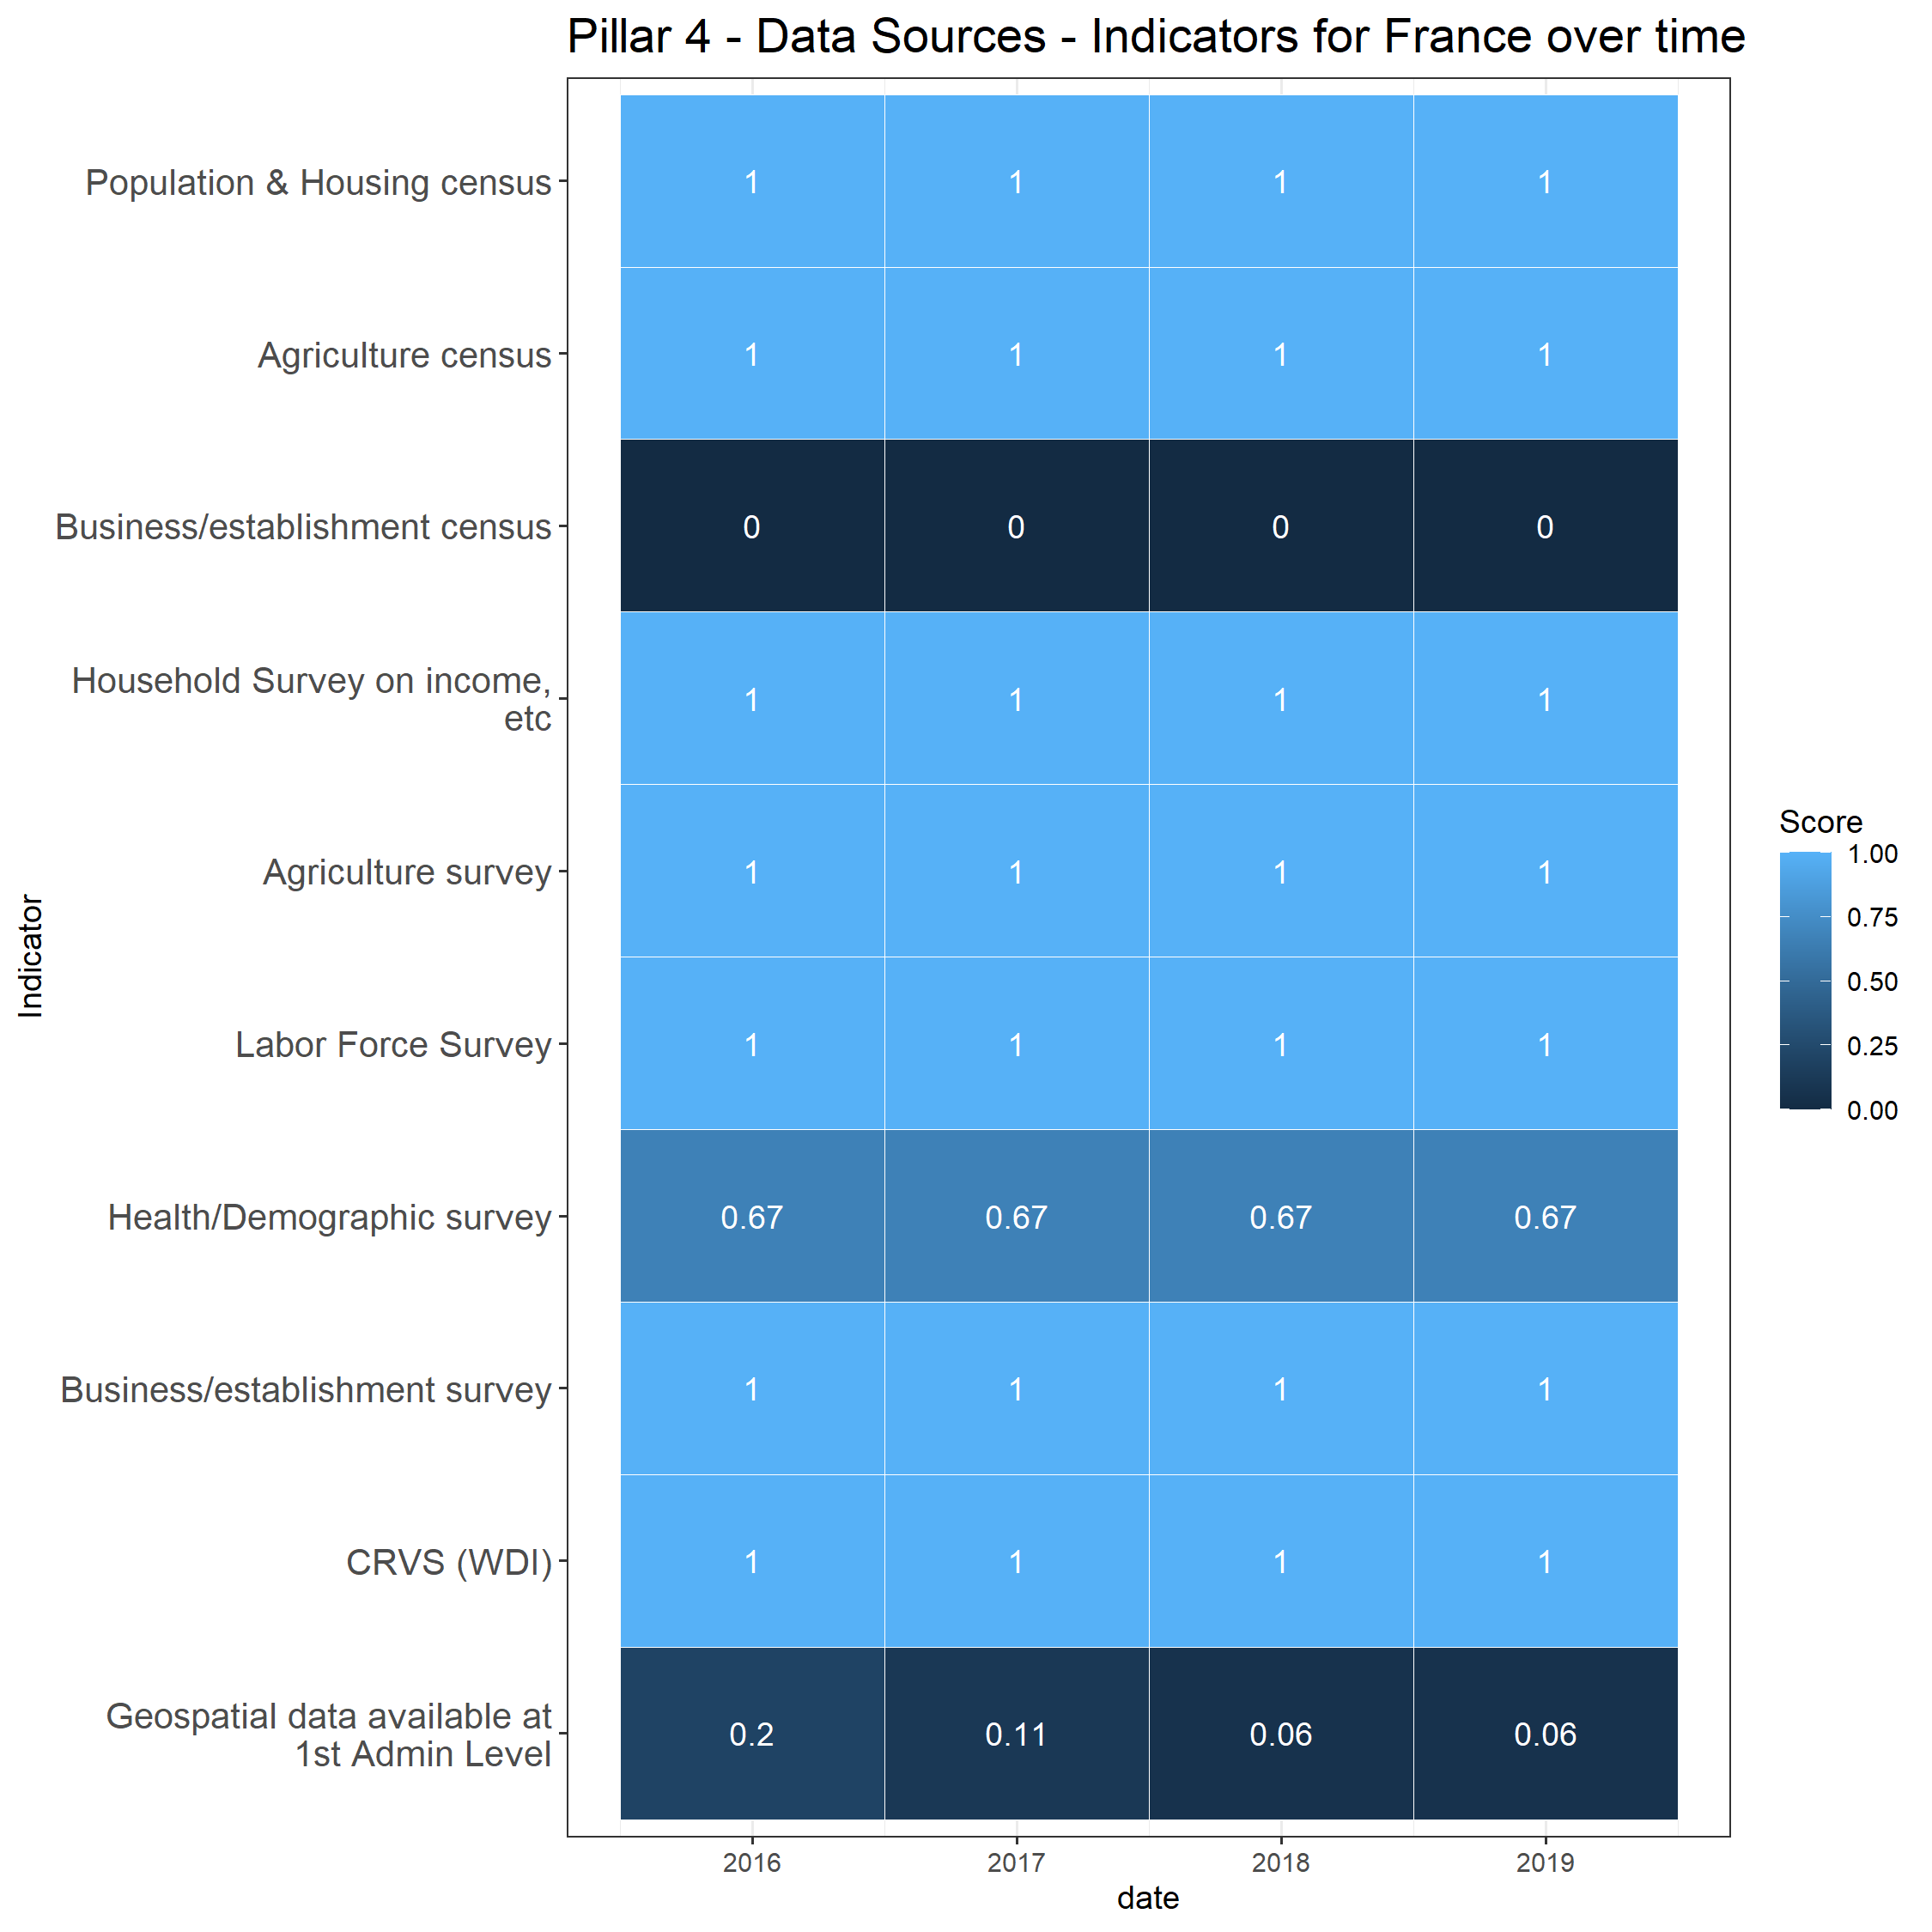 Pillar 4 - Data Sources - Indicators for France over time
Indicator
Population & Housing census
1 1 1 1
Agriculture census
1 1 1 1
Business/establishment census
0 0 0 0
Household Survey on income,
etc
1 1 1 1
Agriculture survey
1 1 1 1
Labor Force Survey
1 1 1 1
Health/Demographic survey
0.67 0.67 0.67 0.67
Business/establishment survey
1 1 1 1
CRVS (WDI)
1 1 1 1
Geospatial data available at
1st Admin Level
0.2 0.11 0.06 0.06
2016 2017 2018 2019
date
Score
1.00
0.75
0.50
0.25
0.00